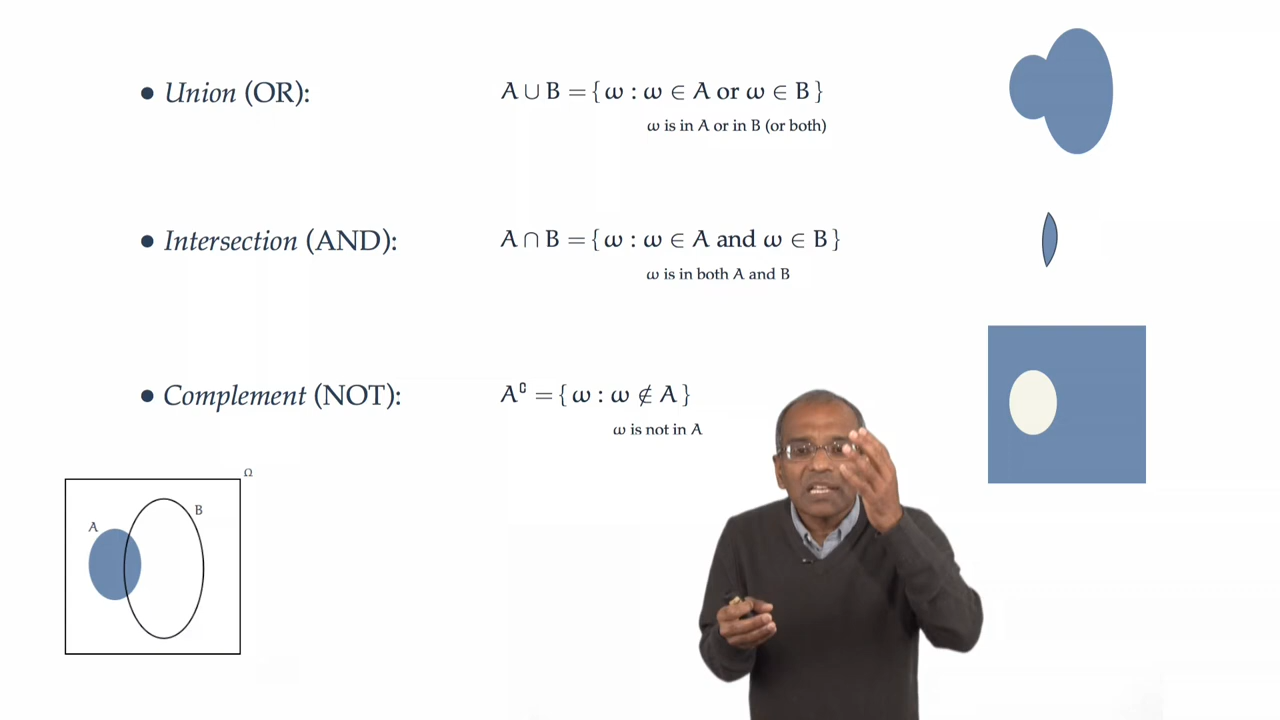 • Union (OR): A ∪ B = { ω : ω ∈ A or ω ∈ B }
ω is in A or in B (or both)
• Intersection (AND): A ∩ B = { ω : ω ∈ A and ω ∈ B }
ω is in both A and B
• Complement (NOT): A∁ = { ω : ω ∉ A }
ω is not in A
Ω
B
A